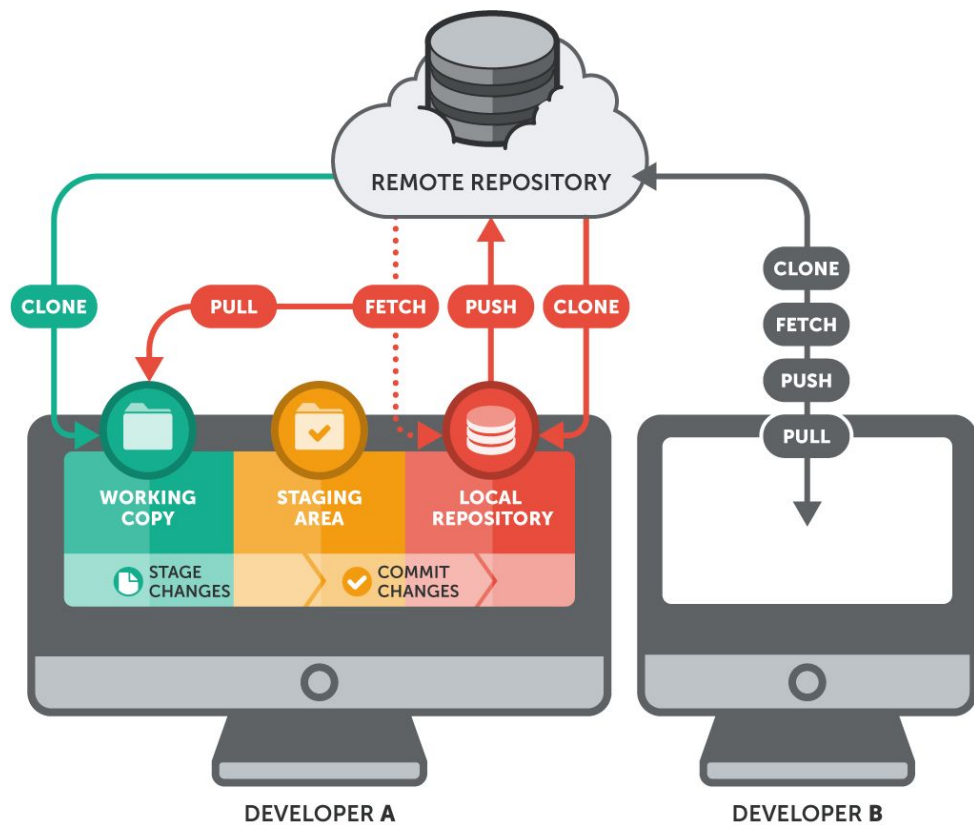 REMOTE REPOSITORY
CLONE
PULL
FETCH
PUSH
CLONE
CLONE
FETCH
PUSH
PULL
WORKING
COPY
STAGING
AREA
LOCAL
REPOSITORY
STAGE
CHANGES
COMMIT
CHANGES
DEVELOPER A
DEVELOPER B